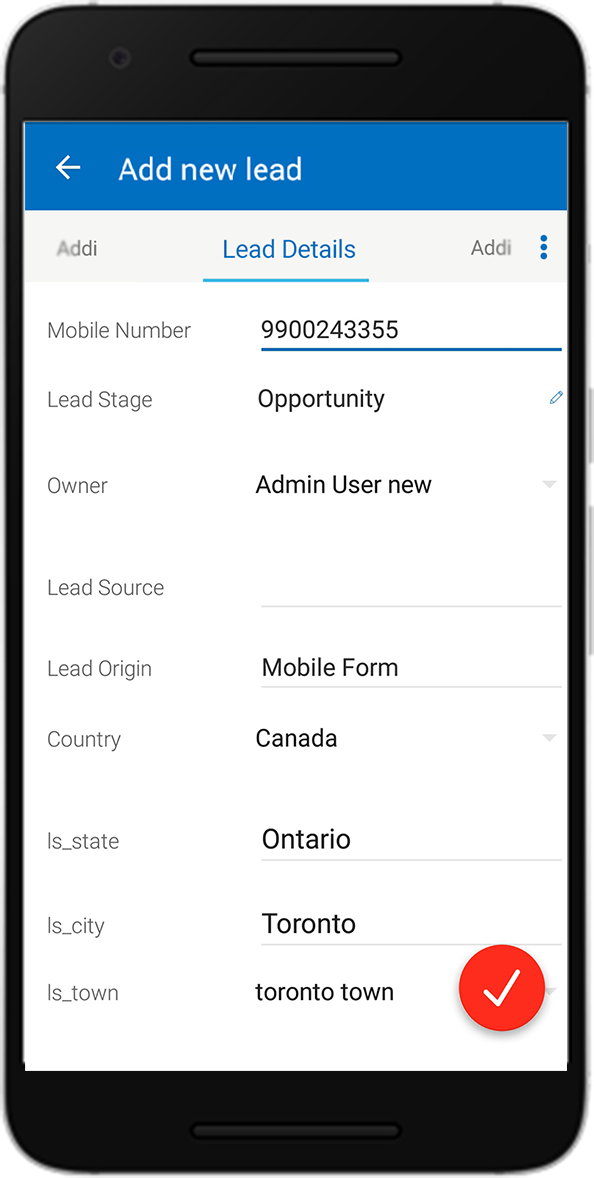 Add new lead
Addi Lead Details Addi
Mobile Number 9900243355
Lead Stage Opportunity
Owner Admin User new
Lead Source
Lead Origin Mobile Form
Country Canada
ls_state Ontario
ls_city Toronto
ls_town toronto town